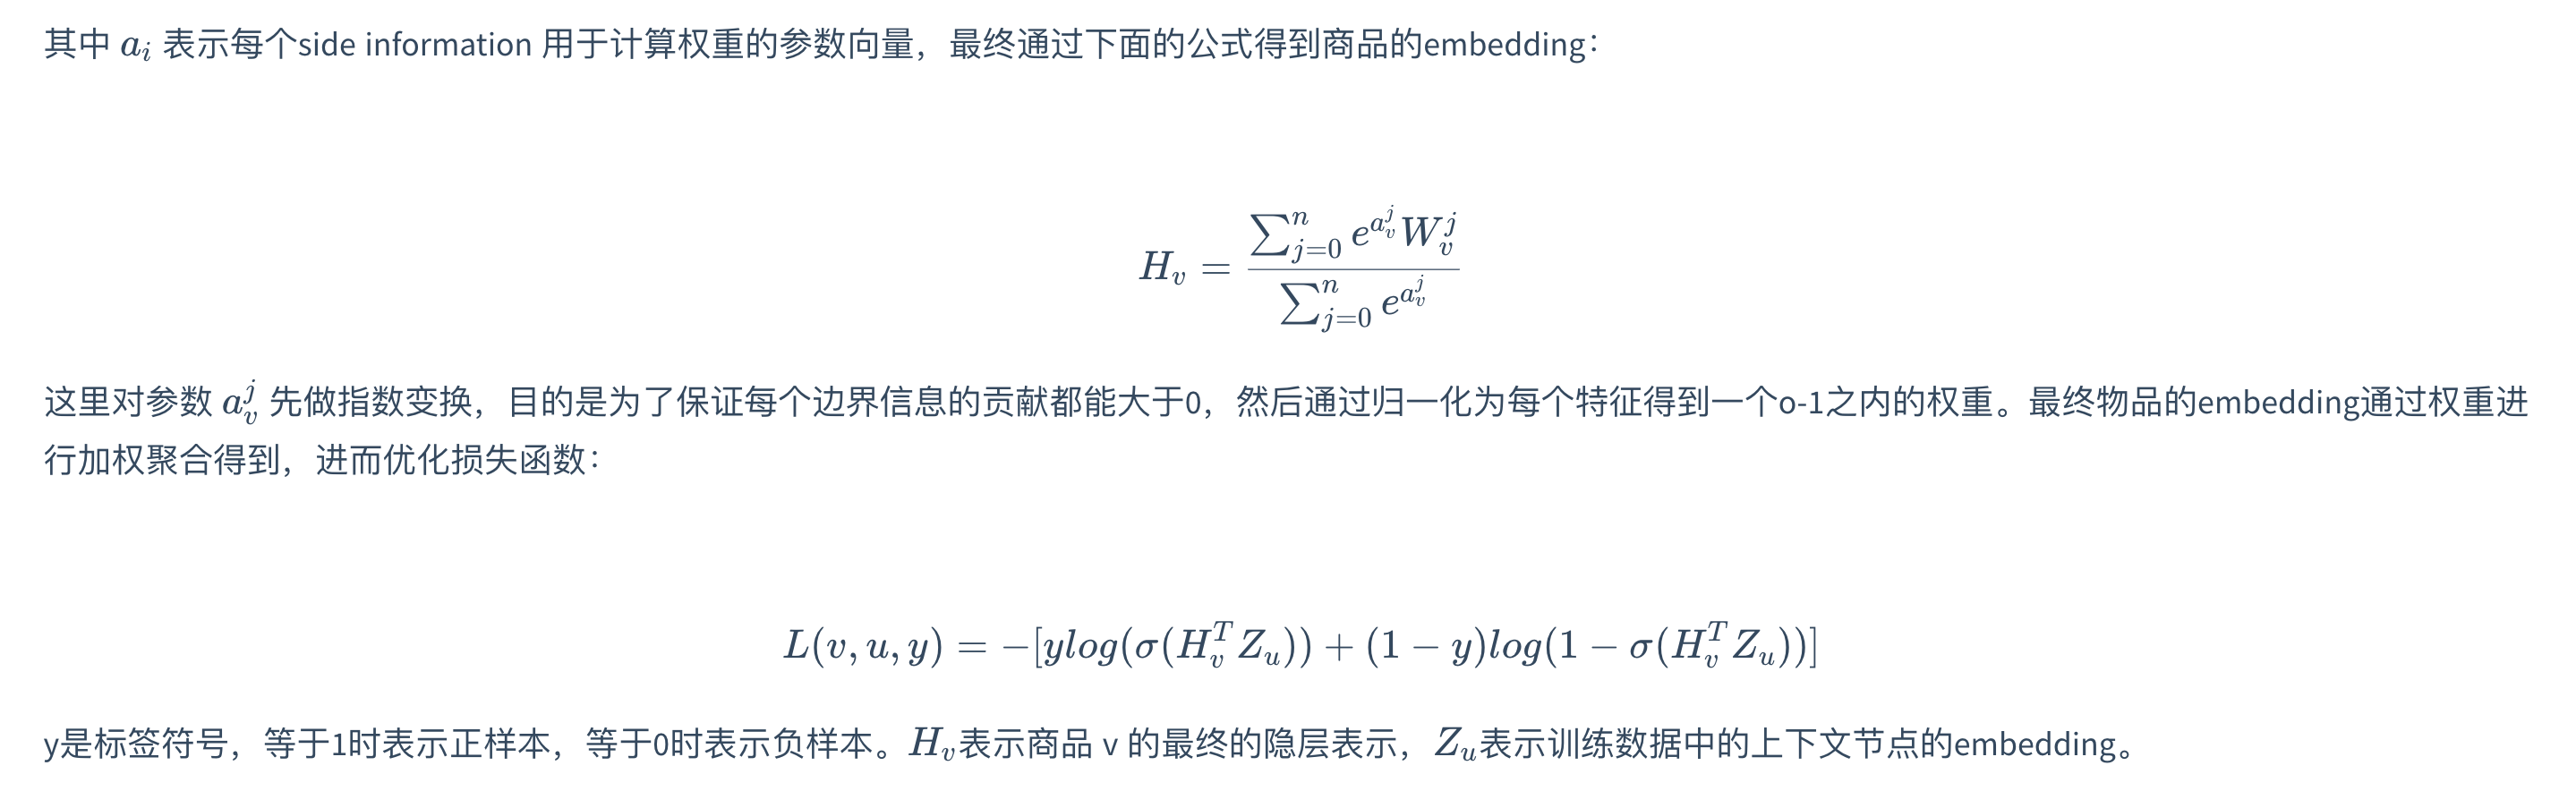 其中 $a_i$ 表示每个side information 用于计算权重的参数向量，最终通过下面的公式得到商品的embedding：
$H_v = \frac{\sum_{j=0}^{n} e^{a_v^j} W_v^j}{\sum_{j=0}^{n} e^{a_v^j}}$
这里对参数 $a_v^j$ 先做指数变换，目的是为了保证每个边界信息的贡献都能大于0，然后通过归一化为每个特征得到一个o-1之内的权重。最终物品的embedding通过权重进
行加权聚合得到，进而优化损失函数：
$L(v, u, y) = -[ylog(\sigma(H_v^T Z_u)) + (1 - y)log(1 - \sigma(H_v^T Z_u))]$
y是标签符号，等于1时表示正样本，等于0时表示负样本。$H_v$表示商品 v 的最终的隐层表示，$Z_u$表示训练数据中的上下文节点的embedding。